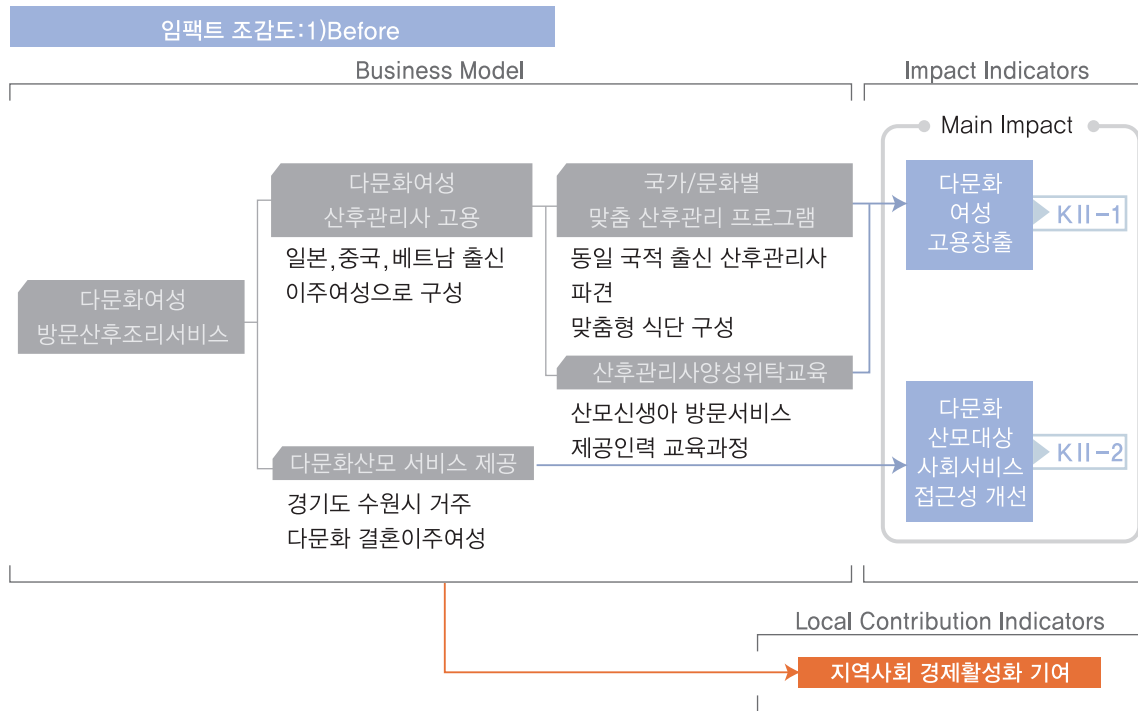 임팩트 조감도:1)Before
Business Model
Impact Indicators
Main Impact
다문화여성
방문산후조리서비스
다문화여성
산후관리사 고용
일본,중국,베트남 출신
이주여성으로 구성
국가/문화별
맞춤 산후관리 프로그램
동일 국적 출신 산후관리사
파견
맞춤형 식단 구성
산후관리사양성위탁교육
산모신생아 방문서비스
제공인력 교육과정
다문화산모 서비스 제공
경기도 수원시 거주
다문화 결혼이주여성
다문화
여성
고용창출
KII-1
다문화
산모대상
사회서비스
접근성 개선
KII-2
Local Contribution Indicators
지역사회 경제활성화 기여